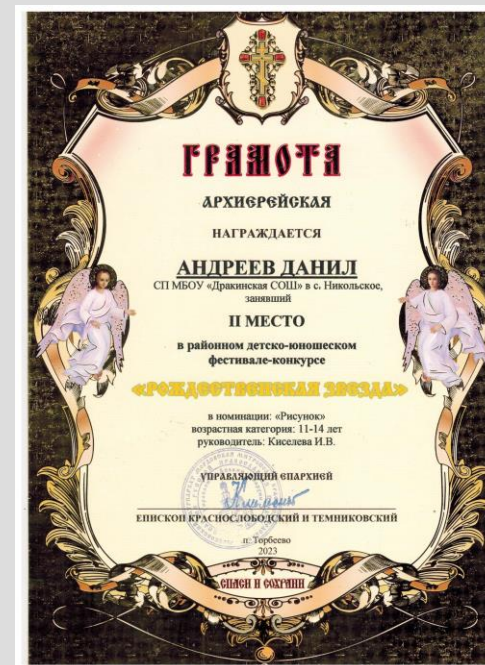 ГРАМОТА
АРХИЕРЕЙСКАЯ
НАГРАЖДАЕТСЯ
АНДРЕЕВ ДАНИЛ
СП МБОУ «Дракинская СОШ» в с. Никольское,
занявший
II МЕСТО
в районном детско-юношеском
фестивале-конкурсе
«РОЖДЕСТВЕНСКАЯ ЗВЕЗДА»
в номинации: «Рисунок»
возрастная категория: 11-14 лет
руководитель: Киселева И.В.
УПРАВЛЯЮЩИЙ ЕПАРХИЕЙ
ЕПИСКОП КРАСНОСЛОБОДСКИЙ И ТЕМНИКОВСКИЙ
п. Торбеево
2023
СПАСИ И СОХРАНИ